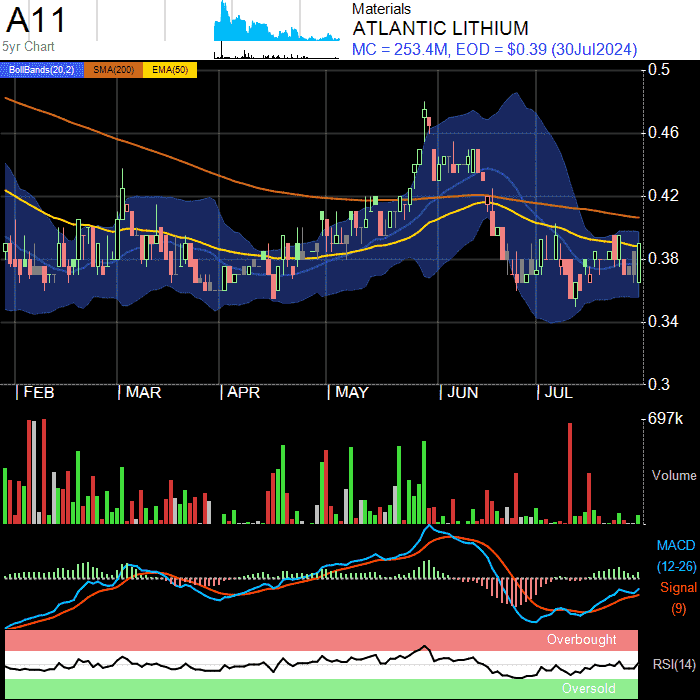 A11
5yr Chart
Materials
ATLANTIC LITHIUM
MC = 253.4M, EOD = $0.39 (30Jul2024)
BollBands(20,2) SMA(200) EMA(50)
0.5
0.46
0.42
0.38
0.34
0.3
FEB MAR APR MAY JUN JUL
697k
Volume
MACD
(12-26)
Signal
(9)
Overbought
RSI(14)
Oversold